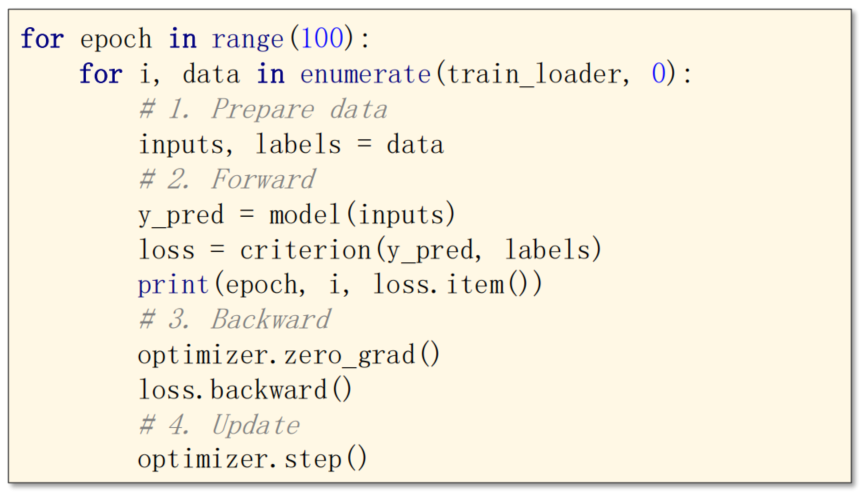 for epoch in range(100):
    for i, data in enumerate(train_loader, 0):
        # 1. Prepare data
        inputs, labels = data
        # 2. Forward
        y_pred = model(inputs)
        loss = criterion(y_pred, labels)
        print(epoch, i, loss.item())
        # 3. Backward
        optimizer.zero_grad()
        loss.backward()
        # 4. Update
        optimizer.step()